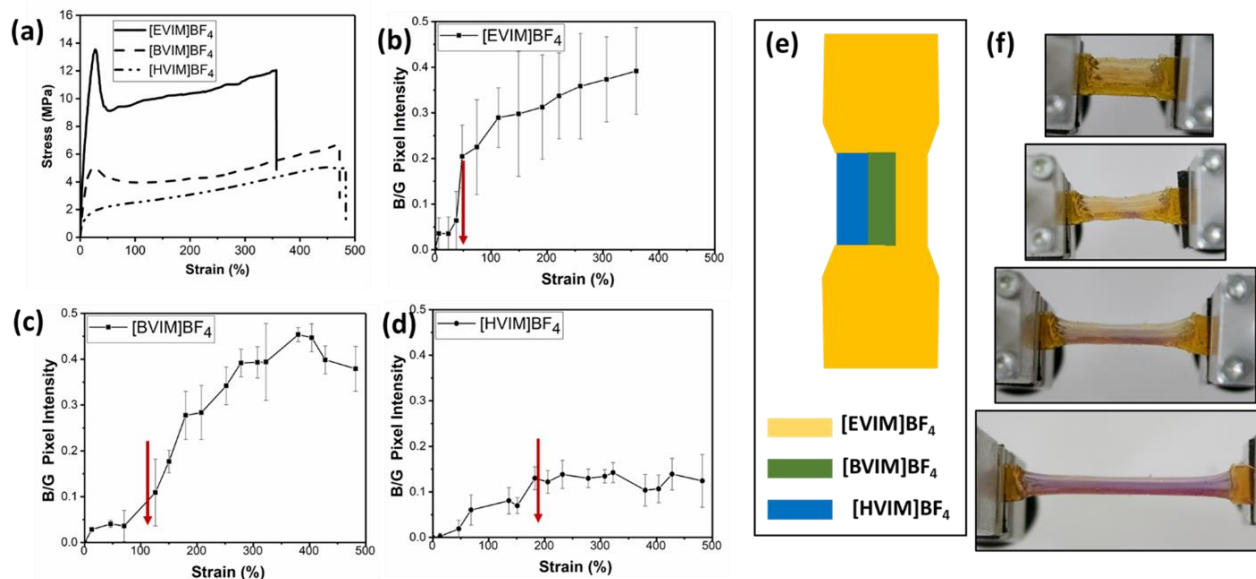 (a)
[EVIM]BF4
[BVIM]BF4
[HVIM]BF4
Stress (MPa)
16
14
12
10
8
6
4
2
0
0 100 200 300 400 500
Strain (%)
(b)
[EVIM]BF4
B/G Pixel Intensity
0.5
0.4
0.3
0.2
0.1
0.0
0 100 200 300 400 500
Strain (%)
(c)
[BVIM]BF4
B/G Pixel Intensity
0.5
0.4
0.3
0.2
0.1
0.0
0 100 200 300 400 500
Strain (%)
(d)
[HVIM]BF4
B/G Pixel Intensity
0.5
0.4
0.3
0.2
0.1
0.0
0 100 200 300 400 500
Strain (%)
(e)
[EVIM]BF4
[BVIM]BF4
[HVIM]BF4
(f)